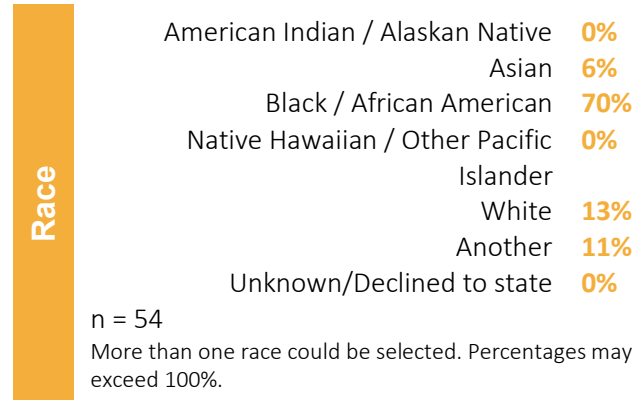 Race
American Indian / Alaskan Native 0%
Asian 6%
Black / African American 70%
Native Hawaiian / Other Pacific 0%
Islander
White 13%
Another 11%
Unknown/Declined to state 0%
n = 54
More than one race could be selected. Percentages may
exceed 100%.